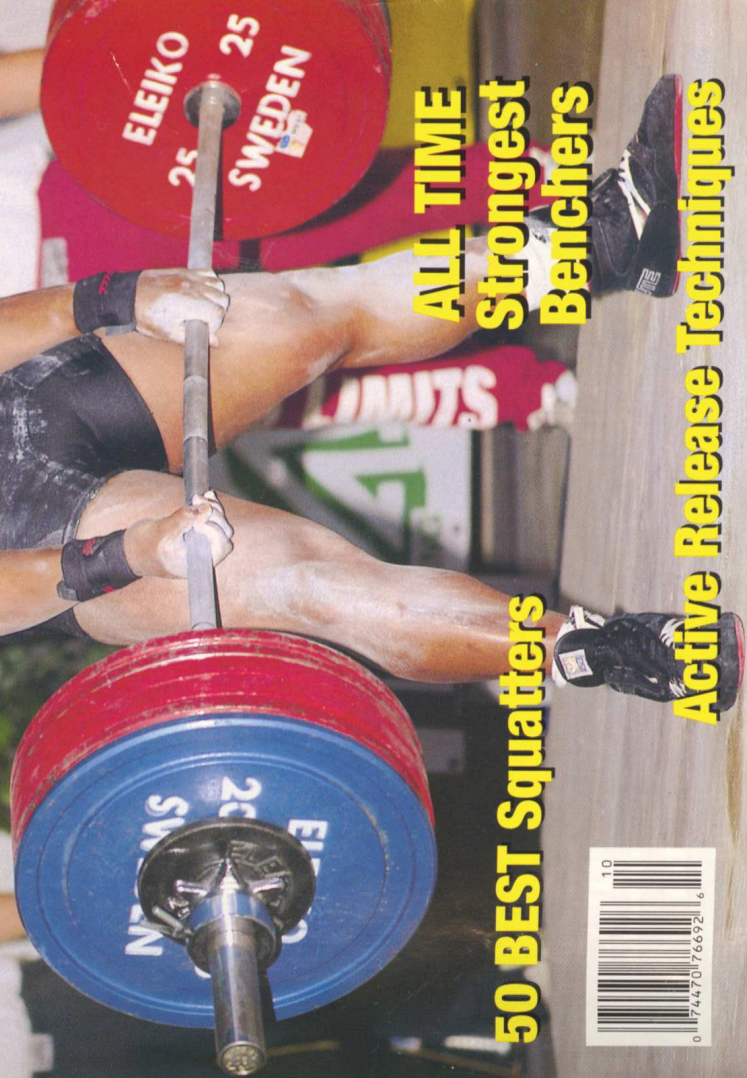 ELEIKO
25
25
SWEDEN
LIMITS
ALL TIME
Strongest
Benchers
50 BEST Squatters
Active Release Techniques
10
0 74470 76692 6